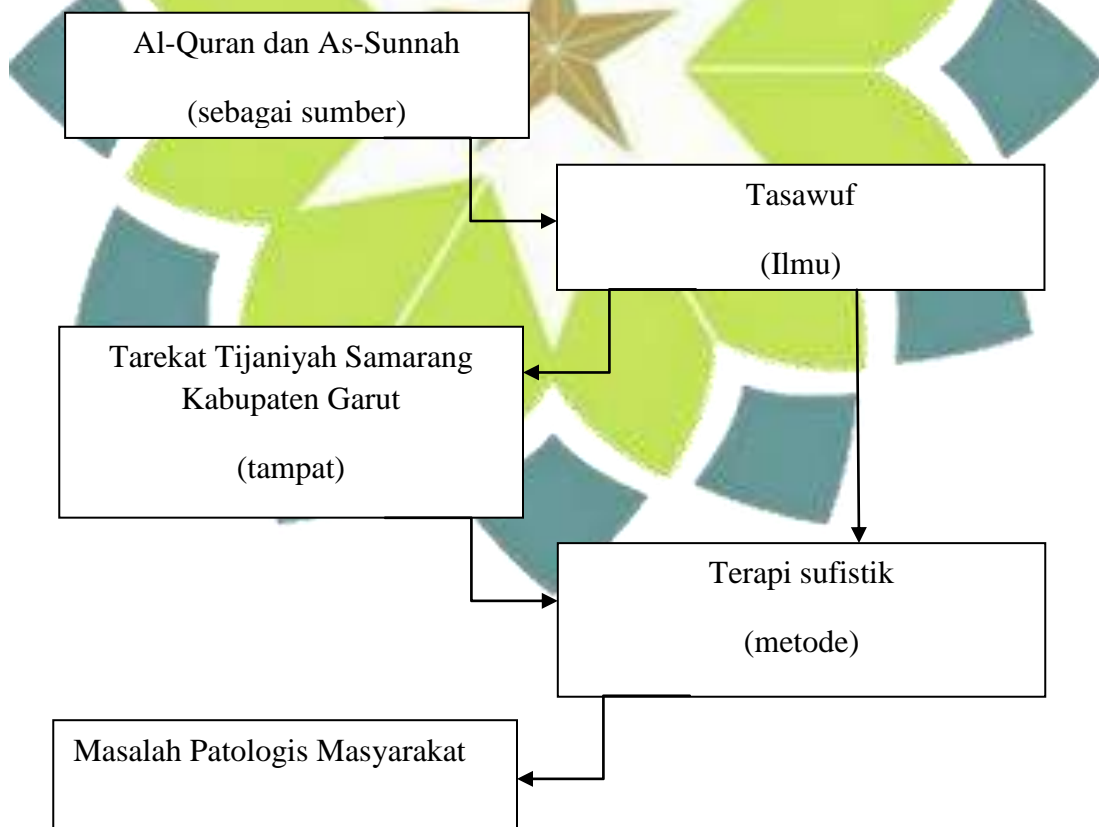 Al-Quran dan As-Sunnah
(sebagai sumber)
Tasawuf
(Ilmu)
Tarekat Tijaniyah Samarang
Kabupaten Garut
(tampat)
Terapi sufistik
(metode)
Masalah Patologis Masyarakat